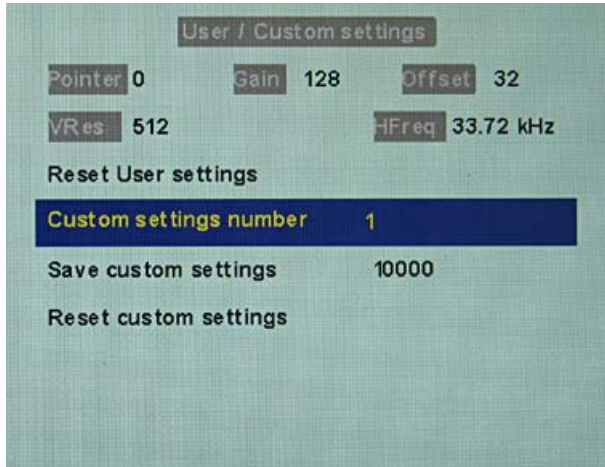 User / Custom settings
Pointer 0 Gain 128 Offset 32
VRes 512 HFreq 33.72 kHz
Reset User settings
Custom settings number 1
Save custom settings 10000
Reset custom settings